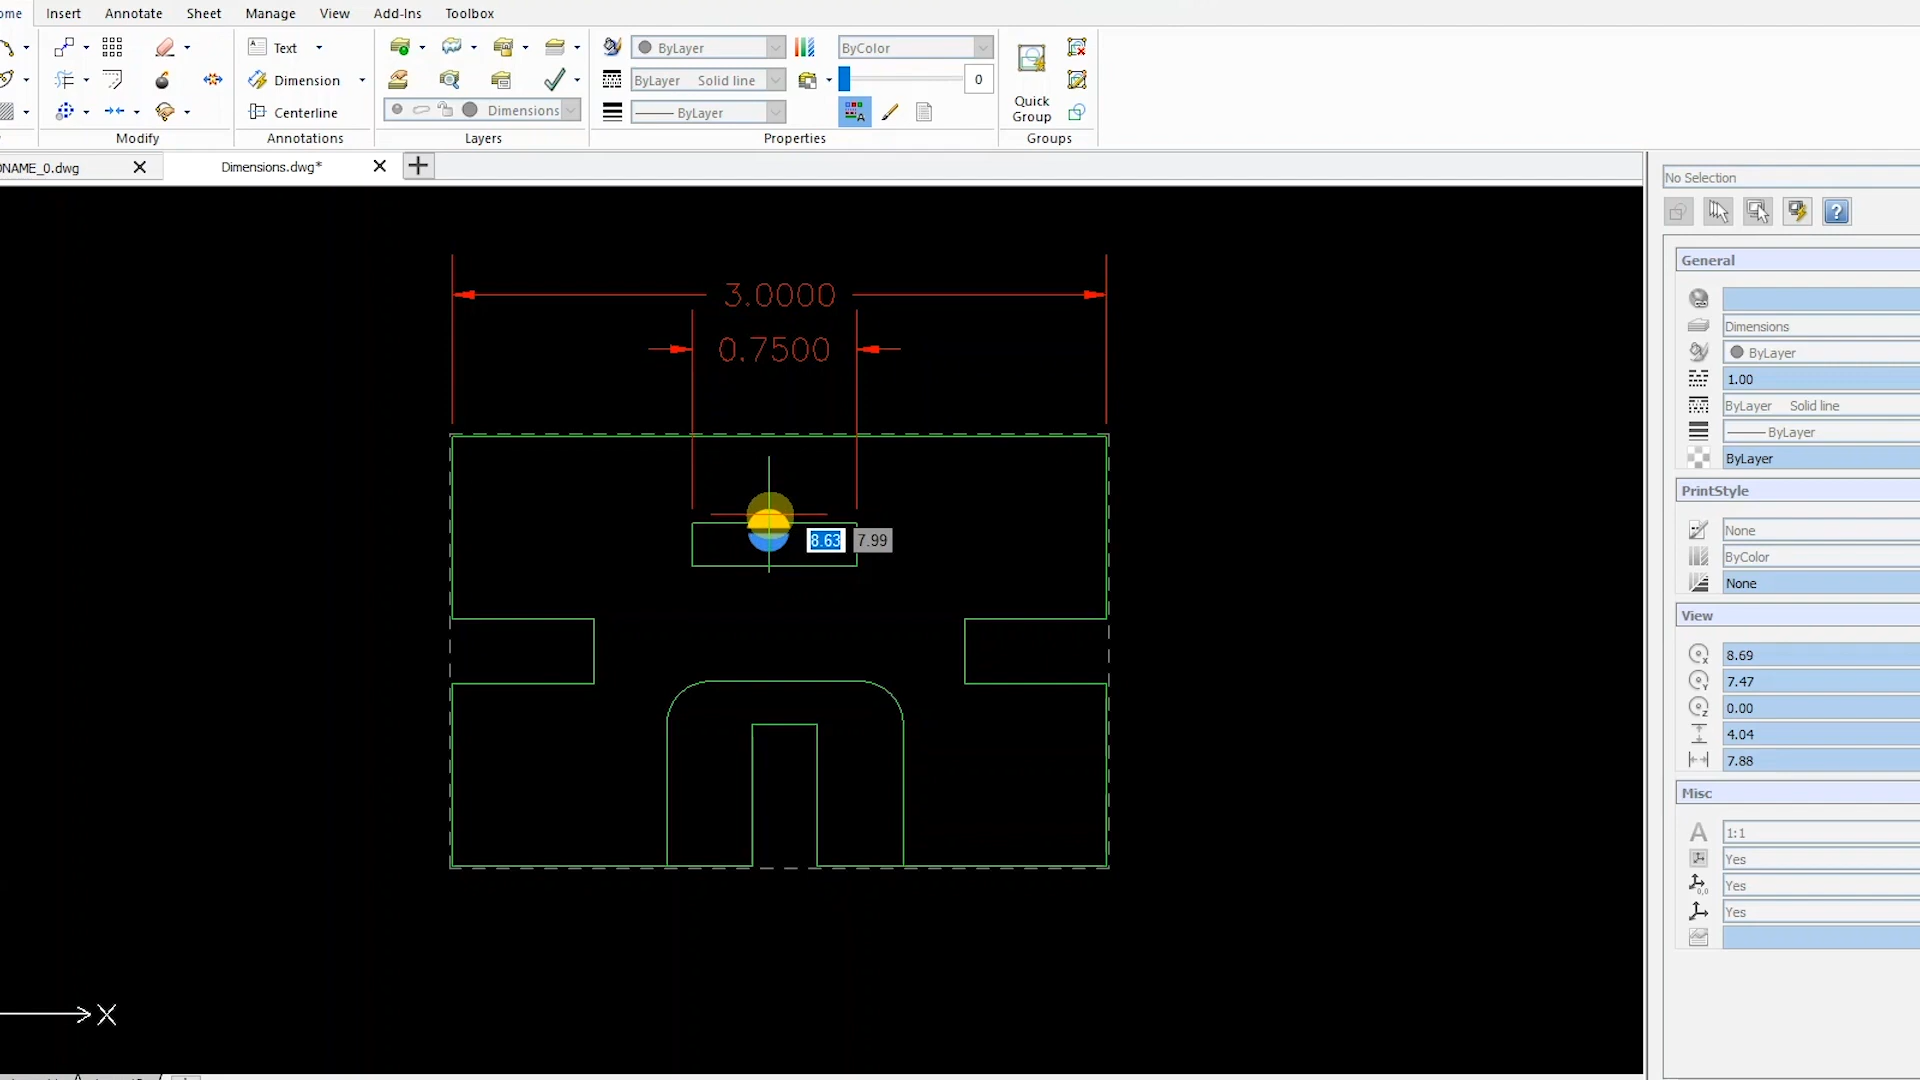 ome Insert Annotate Sheet Manage View Add-Ins Toolbox
Text ByLayer ByColor
Dimension ByLayer Solid line 0
Centerline Dimensions ByLayer
Quick
Group
Modify Annotations Layers Properties Groups
ONAME_0.dwg Dimensions.dwg*
No Selection
General
Dimensions
ByLayer
1.00
ByLayer Solid line
ByLayer
ByLayer
PrintStyle
None
ByColor
None
View
8.69
7.47
0.00
4.04
7.88
Misc
1:1
Yes
Yes
Yes
3.0000
0.7500
8.63 7.99
X